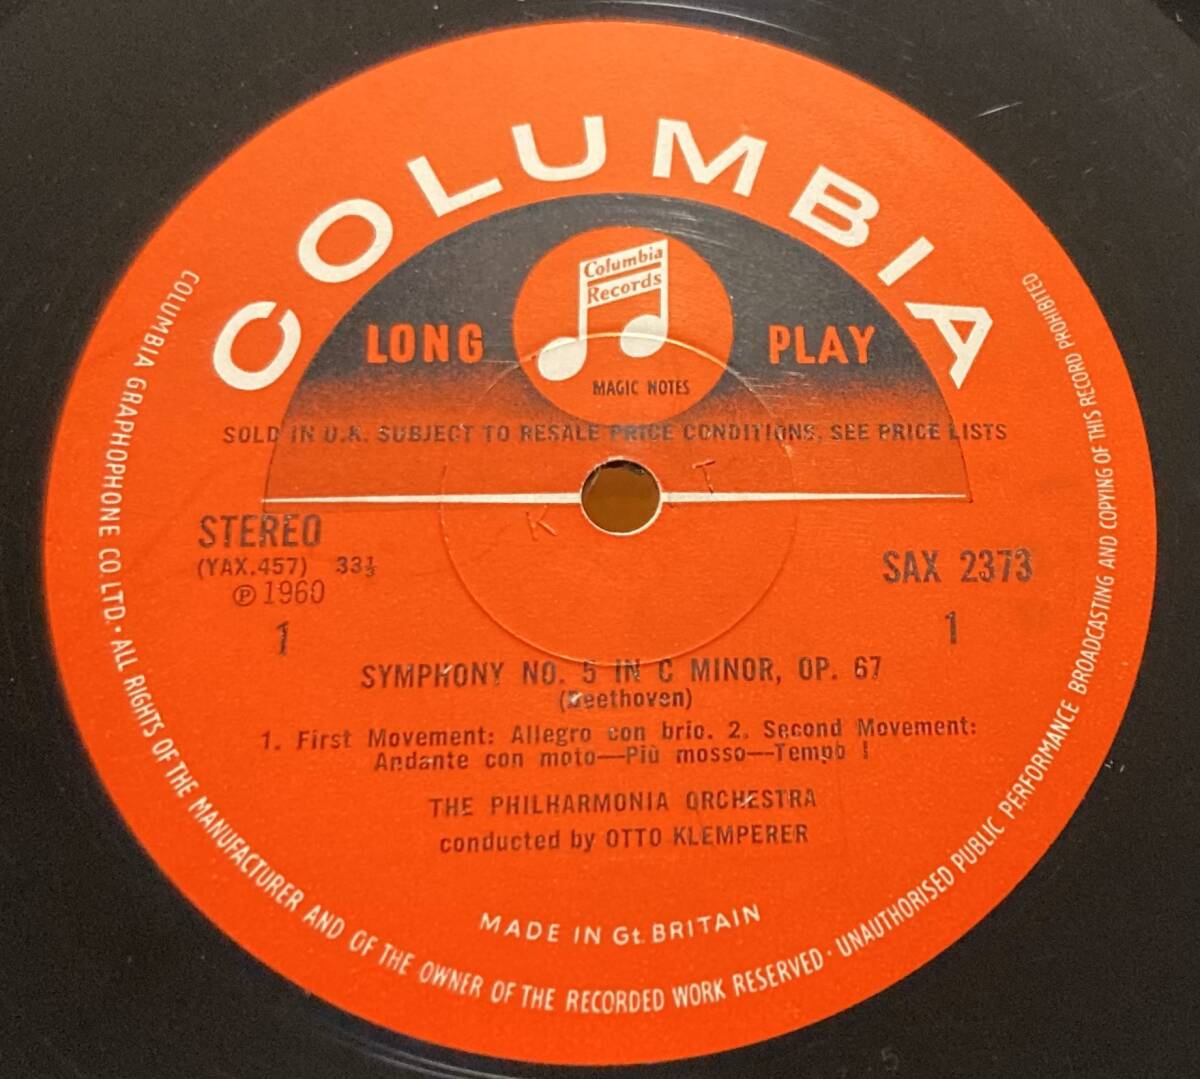 COLUMBIA
Columbia
Records
MAGIC NOTES
LONG PLAY
SOLD IN U.K. SUBJECT TO RESALE PRICE CONDITIONS, SEE PRICE LISTS
K T
STEREO
(YAX.457) 33⅓
℗ 1960
1
SAX 2373
1
SYMPHONY NO. 5 IN C MINOR, OP. 67
(Beethoven)
1. First Movement: Allegro con brio. 2. Second Movement:
Andante con moto—Più mosso—Tempo I
THE PHILHARMONIA ORCHESTRA
conducted by OTTO KLEMPERER
MADE IN Gt. BRITAIN
COLUMBIA GRAPHOPHONE CO. LTD. · ALL RIGHTS OF THE MANUFACTURER AND OF THE OWNER OF THE RECORDED WORK RESERVED · UNAUTHORISED PUBLIC PERFORMANCE BROADCASTING AND COPYING OF THIS RECORD PROHIBITED